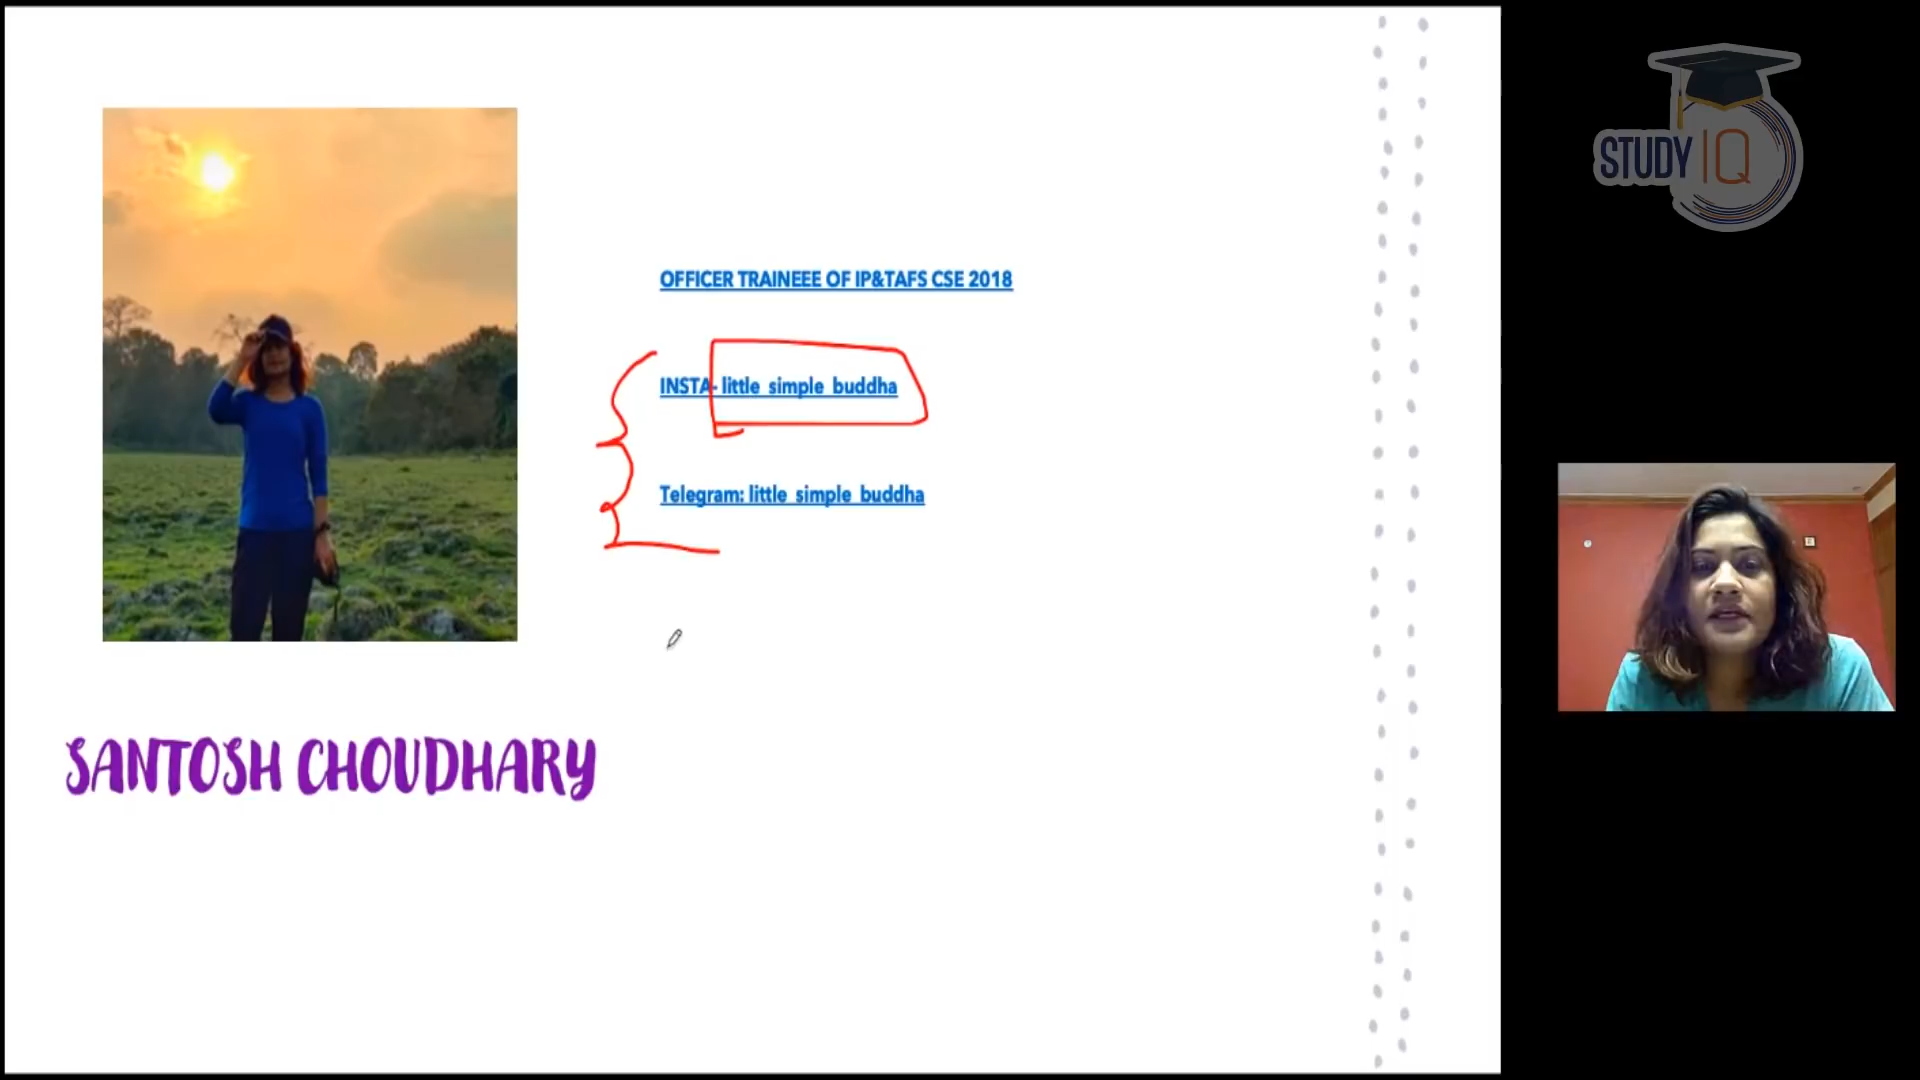 STUDY IQ
OFFICER TRAINEEE OF IP&TAFS CSE 2018
INSTA- little_simple_buddha
Telegram: little_simple_buddha
SANTOSH CHOUDHARY